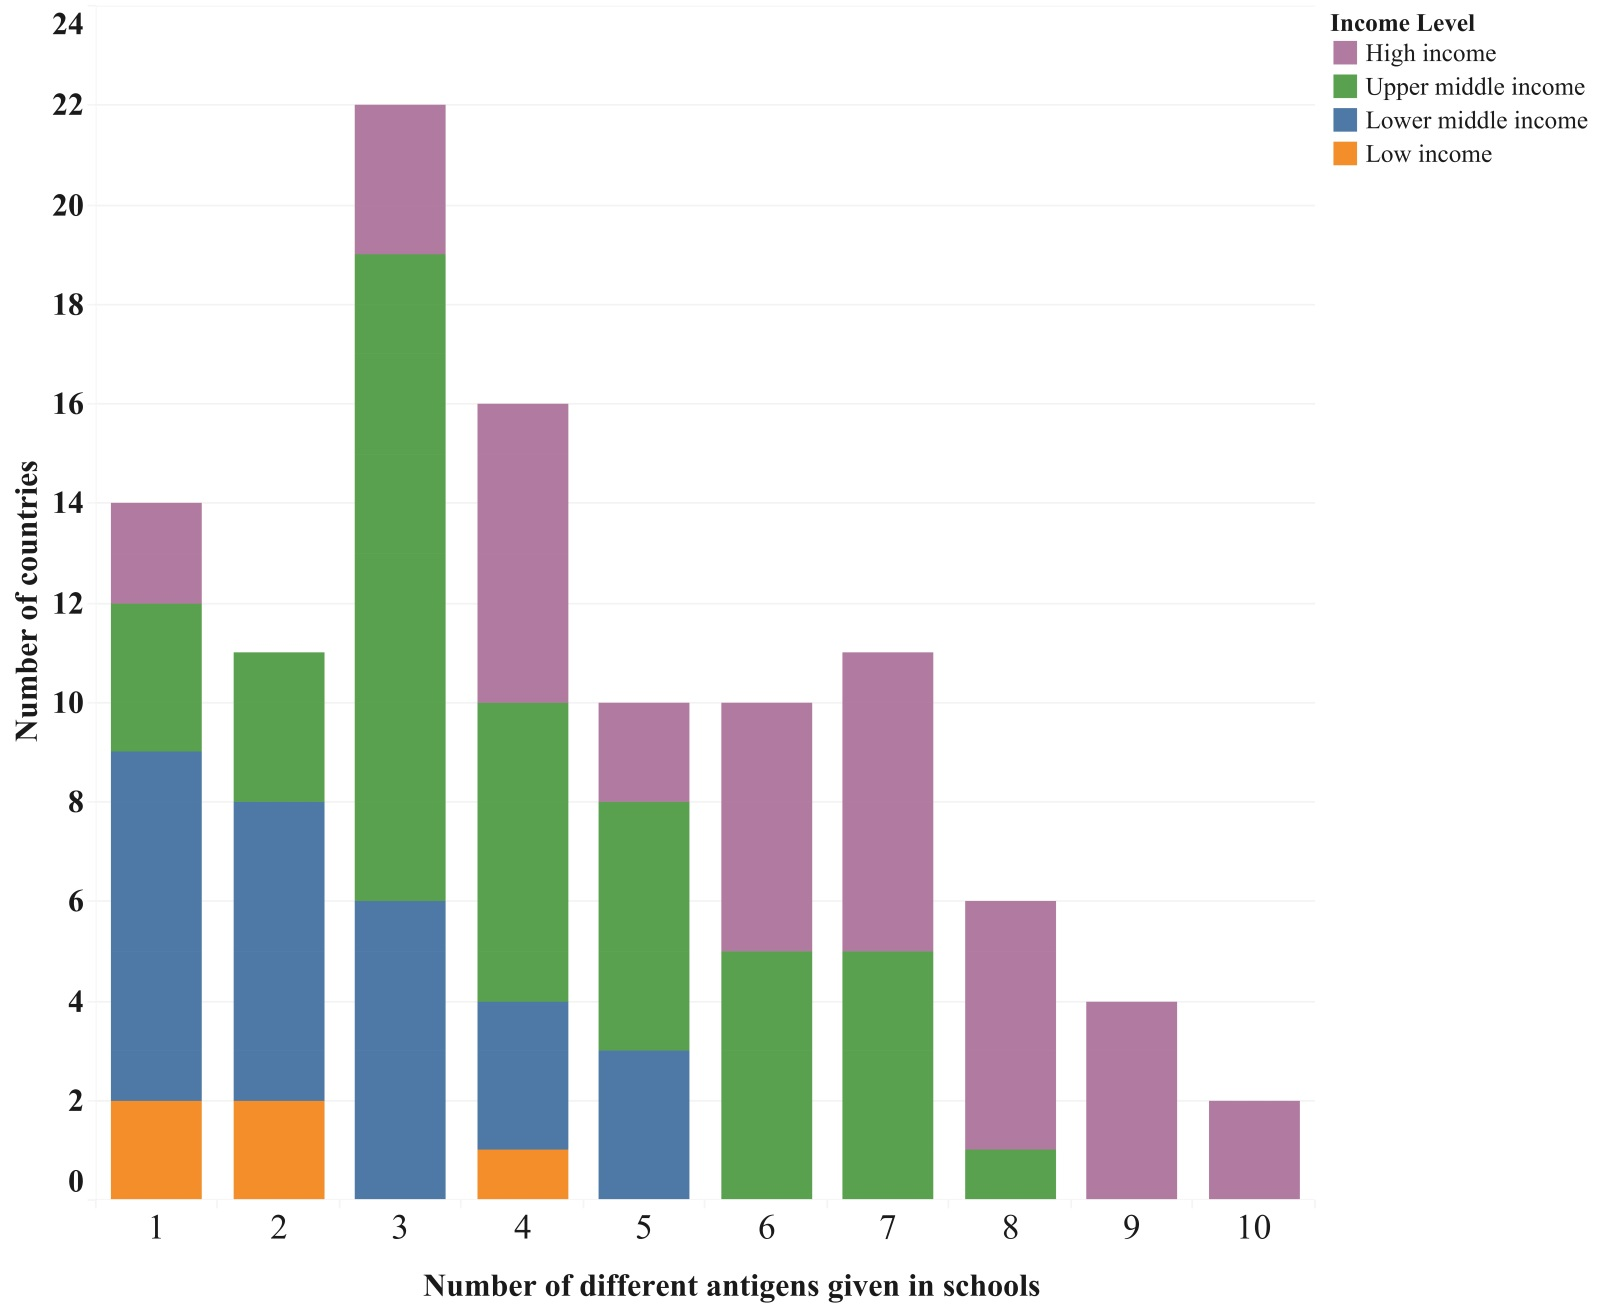 Income Level
High income
Upper middle income
Lower middle income
Low income
Number of countries
24
22
20
18
16
14
12
10
8
6
4
2
0
1 2 3 4 5 6 7 8 9 10
Number of different antigens given in schools